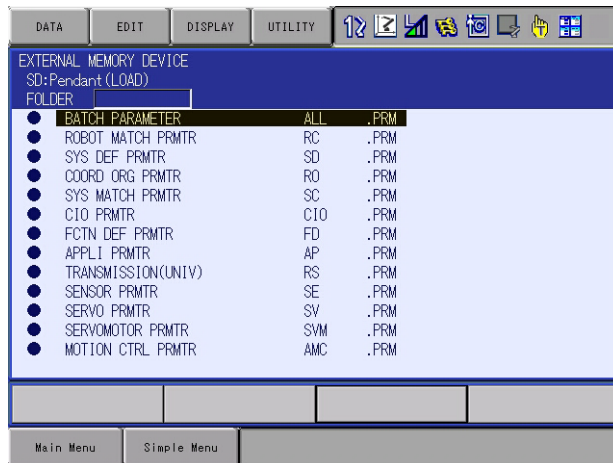 DATA EDIT DISPLAY UTILITY
EXTERNAL MEMORY DEVICE
SD:Pendant(LOAD)
FOLDER
BATCH PARAMETER ALL .PRM
ROBOT MATCH PRMTR RC .PRM
SYS DEF PRMTR SD .PRM
COORD ORG PRMTR RO .PRM
SYS MATCH PRMTR SC .PRM
CIO PRMTR CIO .PRM
FCTN DEF PRMTR FD .PRM
APPLI PRMTR AP .PRM
TRANSMISSION(UNIV) RS .PRM
SENSOR PRMTR SE .PRM
SERVO PRMTR SV .PRM
SERVOMOTOR PRMTR SVM .PRM
MOTION CTRL PRMTR AMC .PRM
Main Menu Simple Menu